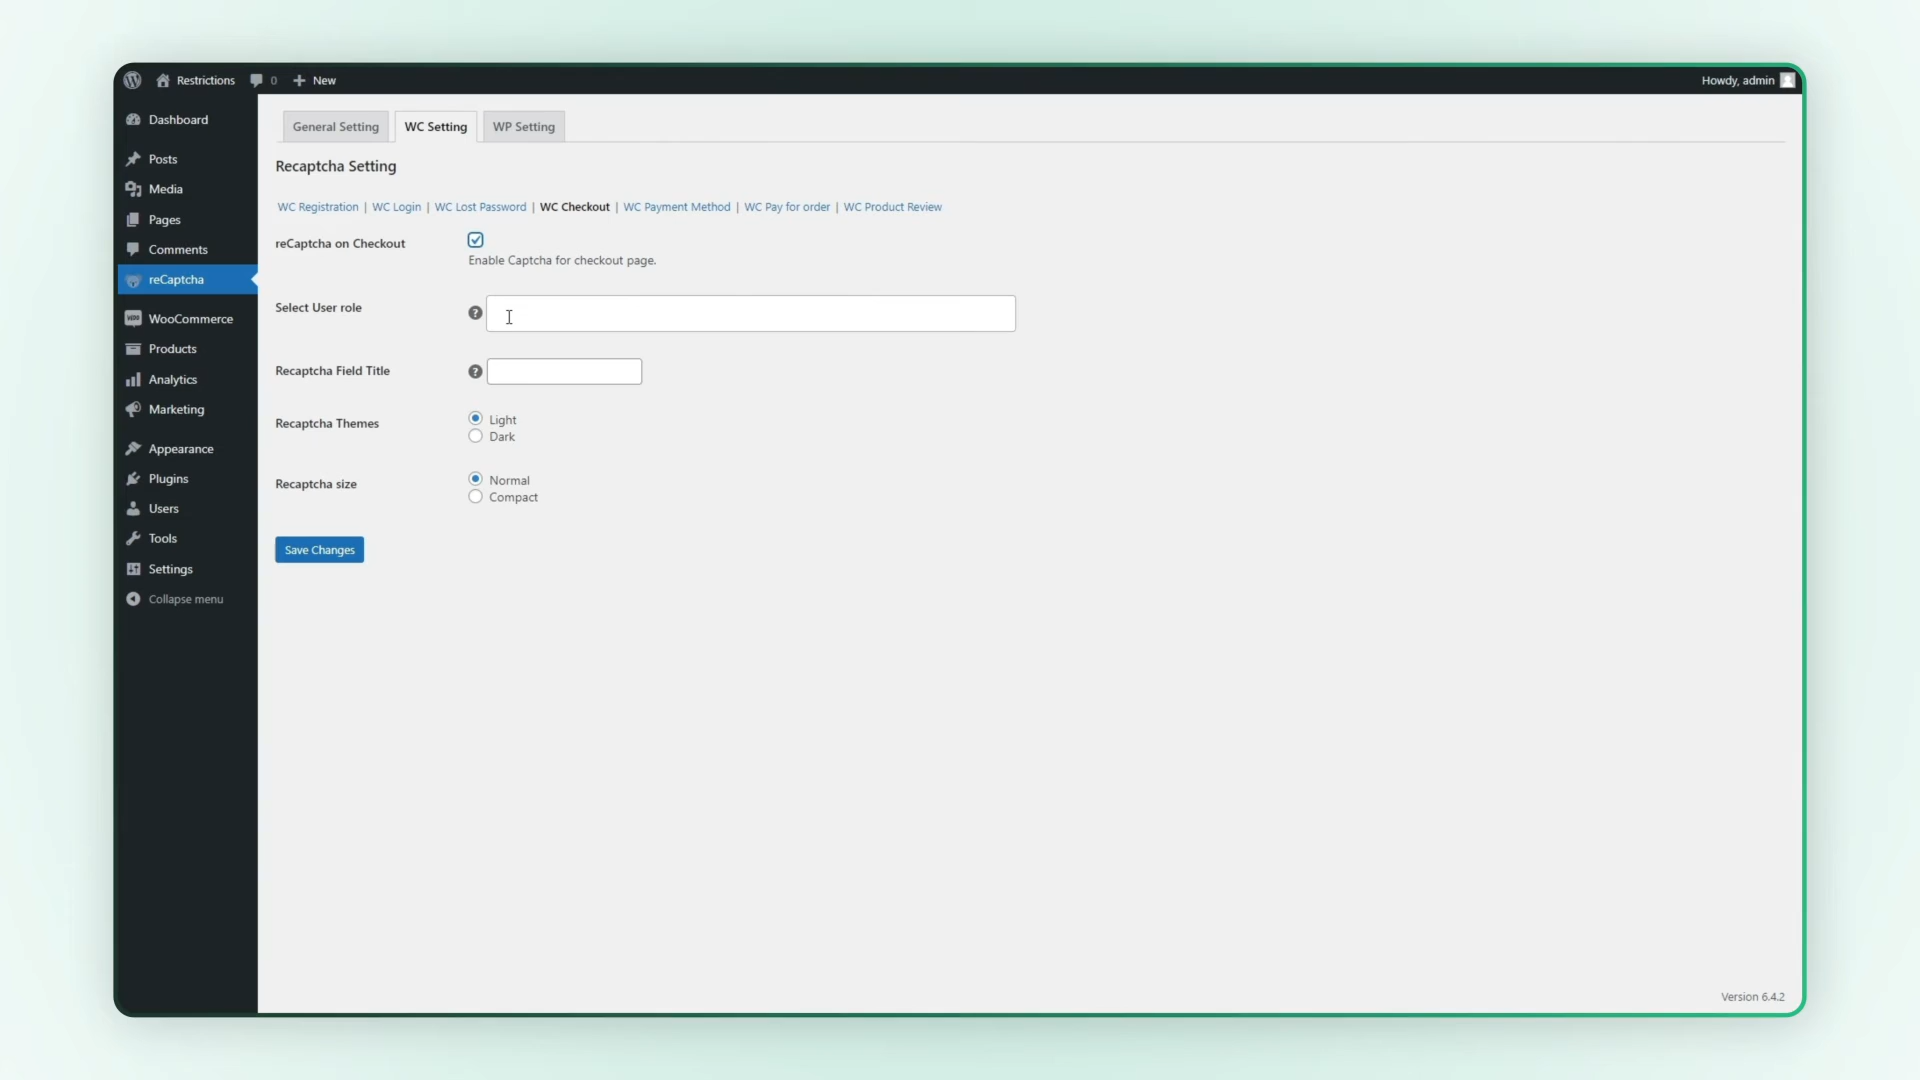 Restrictions 0 New Howdy, admin
Dashboard
Posts
Media
Pages
Comments
reCaptcha
WooCommerce
Products
Analytics
Marketing
Appearance
Plugins
Users
Tools
Settings
Collapse menu
General Setting WC Setting WP Setting
Recaptcha Setting
WC Registration | WC Login | WC Lost Password | WC Checkout | WC Payment Method | WC Pay for order | WC Product Review
reCaptcha on Checkout
Enable Captcha for checkout page.
Select User role ?
Recaptcha Field Title ?
Recaptcha Themes Light
Dark
Recaptcha size Normal
Compact
Save Changes
Version 6.4.2